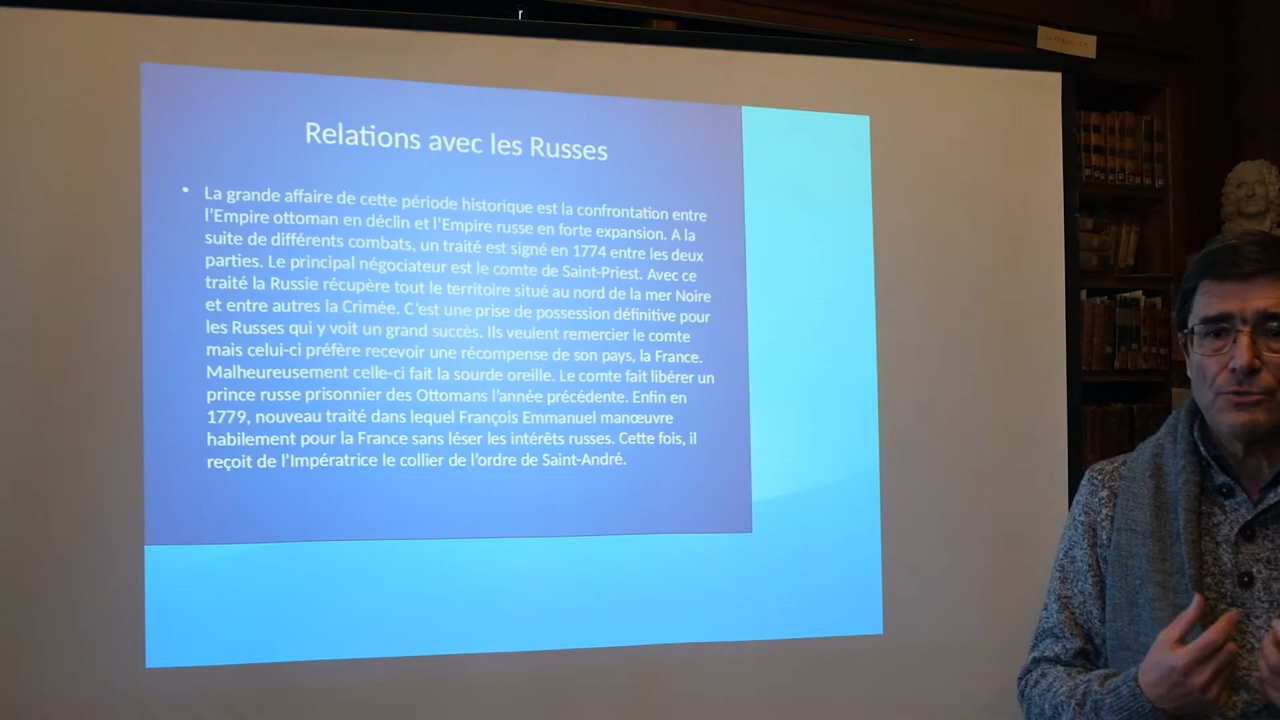 Relations avec les Russes
• La grande affaire de cette période historique est la confrontation entre
l'Empire ottoman en déclin et l'Empire russe en forte expansion. A la
suite de différents combats, un traité est signé en 1774 entre les deux
parties. Le principal négociateur est le comte de Saint-Priest. Avec ce
traité la Russie récupère tout le territoire situé au nord de la mer Noire
et entre autres la Crimée. C'est une prise de possession définitive pour
les Russes qui y voit un grand succès. Ils veulent remercier le comte
mais celui-ci préfère recevoir une récompense de son pays, la France.
Malheureusement celle-ci fait la sourde oreille. Le comte fait libérer un
prince russe prisonnier des Ottomans l'année précédente. Enfin en
1779, nouveau traité dans lequel François Emmanuel manœuvre
habilement pour la France sans léser les intérêts russes. Cette fois, il
reçoit de l'Impératrice le collier de l'ordre de Saint-André.